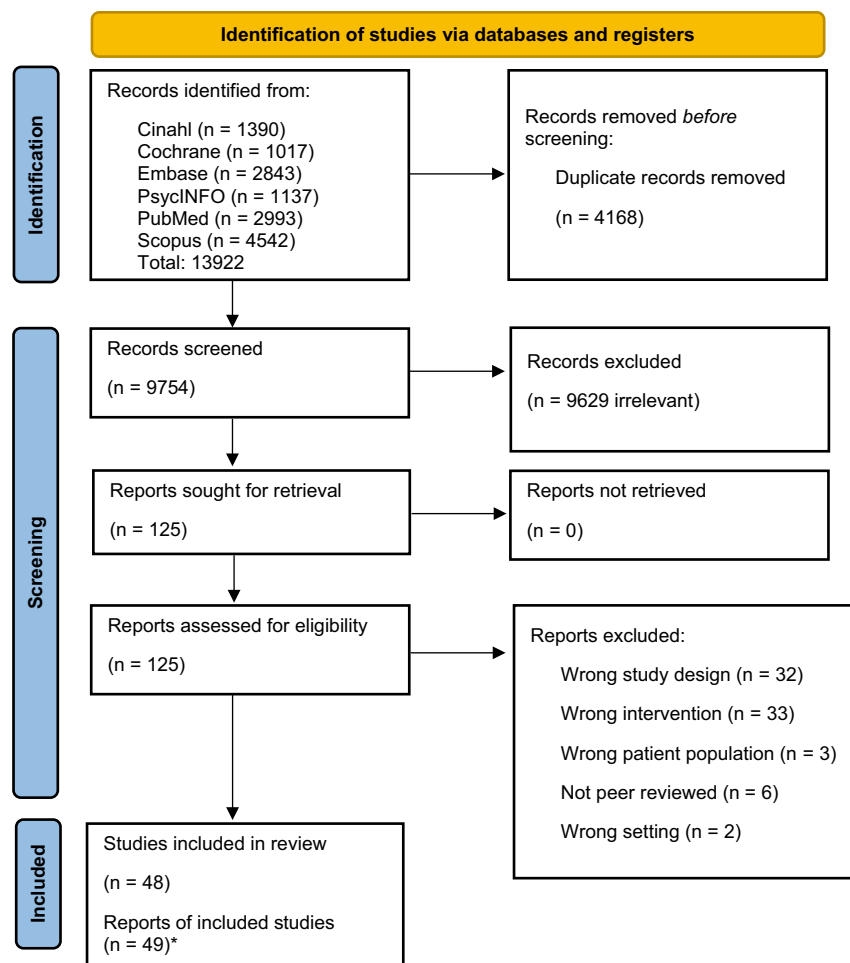 Identification of studies via databases and registers
Identification
Records identified from:
Cinahl (n = 1390)
Cochrane (n = 1017)
Embase (n = 2843)
PsycINFO (n = 1137)
PubMed (n = 2993)
Scopus (n = 4542)
Total: 13922
Records removed before
screening:
Duplicate records removed
(n = 4168)
Screening
Records screened
(n = 9754)
Records excluded
(n = 9629 irrelevant)
Reports sought for retrieval
(n = 125)
Reports not retrieved
(n = 0)
Reports assessed for eligibility
(n = 125)
Reports excluded:
Wrong study design (n = 32)
Wrong intervention (n = 33)
Wrong patient population (n = 3)
Not peer reviewed (n = 6)
Wrong setting (n = 2)
Included
Studies included in review
(n = 48)
Reports of included studies
(n = 49)*